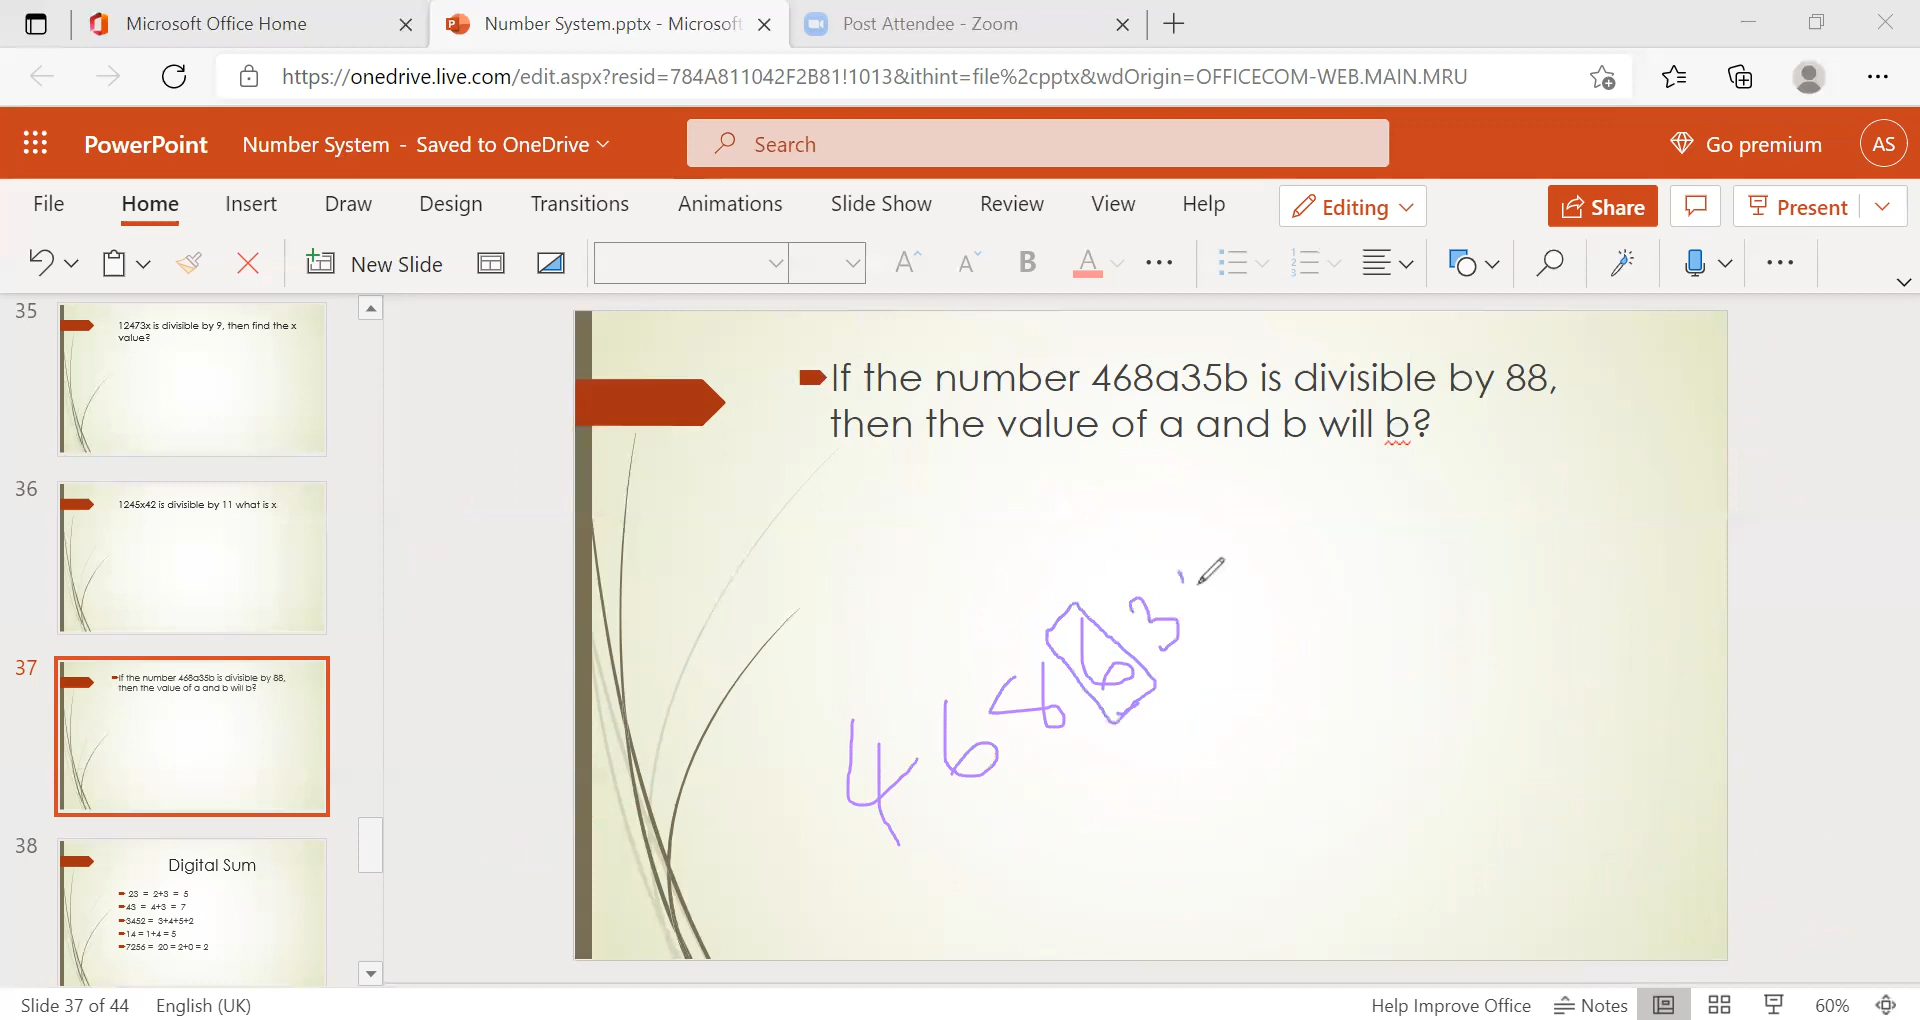 Microsoft Office Home
Number System.pptx - Microsoft
Post Attendee - Zoom
https://onedrive.live.com/edit.aspx?resid=784A811042F2B81!1013&ithint=file%2cpptx&wdOrigin=OFFICECOM-WEB.MAIN.MRU
PowerPoint
Number System - Saved to OneDrive
Search
Go premium
AS
File Home Insert Draw Design Transitions Animations Slide Show Review View Help
Editing
Share
Present
New Slide
35
12473x is divisible by 9, then find the x
value?
36
1245x42 is divisible by 11 what is x
37
If the number 468a35b is divisible by 88,
then the value of a and b will b?
38
Digital Sum
23 = 2+3 = 5
43 = 4+3 = 7
3452 = 3+4+5+2
14 = 1+4 = 5
7256 = 20 = 2+0 = 2
If the number 468a35b is divisible by 88,
then the value of a and b will b?
4 6 8 6 3
Slide 37 of 44
English (UK)
Help Improve Office
Notes
60%